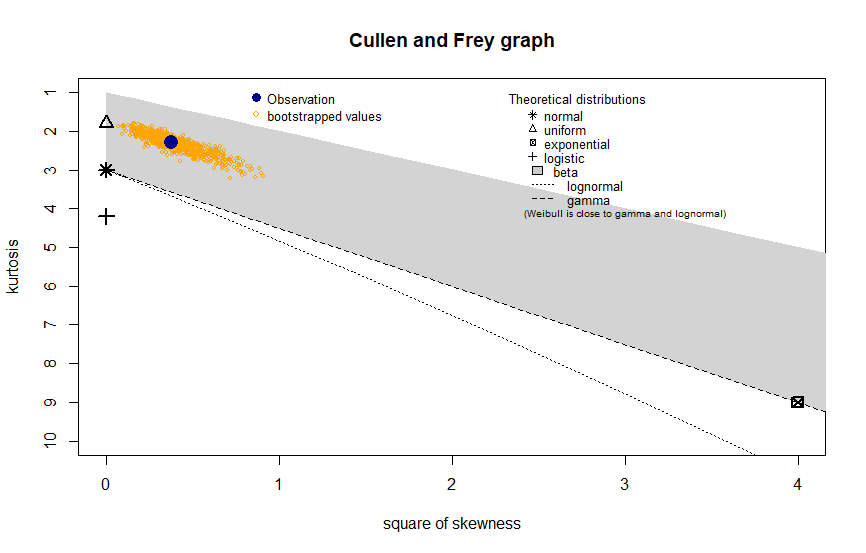 Cullen and Frey graph
Observation
bootstrapped values
Theoretical distributions
normal
uniform
exponential
logistic
beta
lognormal
gamma
(Weibull is close to gamma and lognormal)
kurtosis
1
2
3
4
5
6
7
8
9
10
0
1
2
3
4
square of skewness